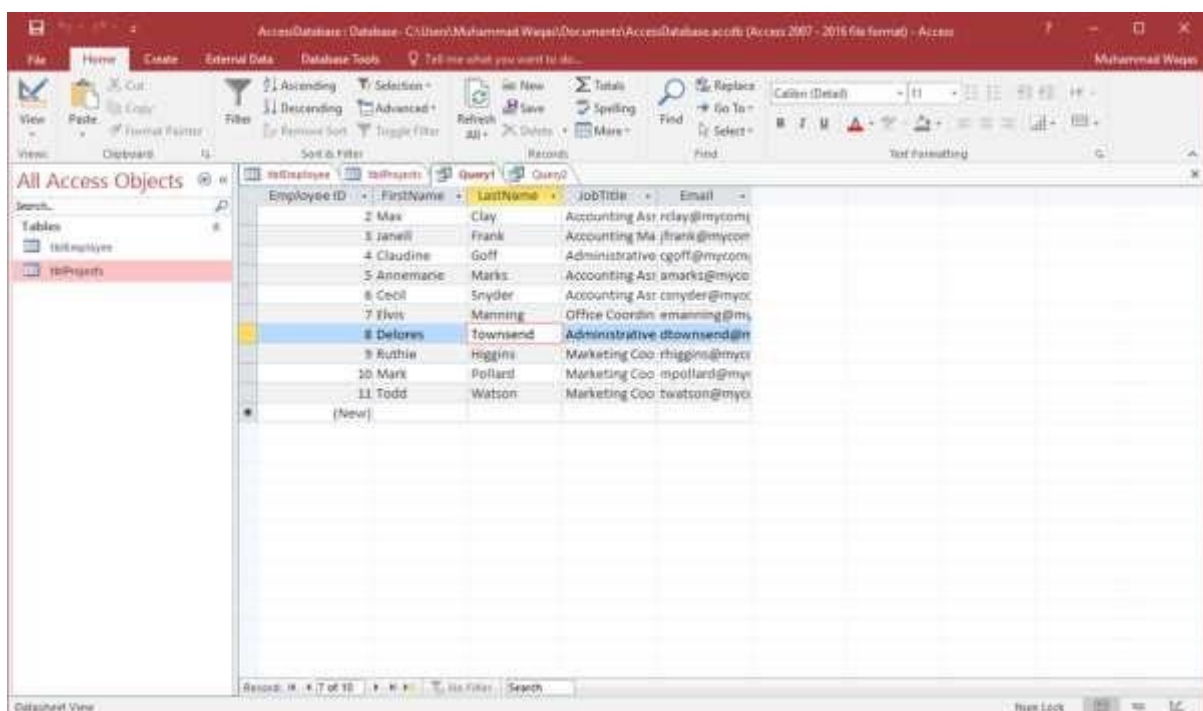 AccessDatabase : Database- C:\Users\Muhammad Waqas\Documents\AccessDatabase.accdb (Access 2007 - 2016 file format) - Access
?
File Home Create External Data Database Tools Tell me what you want to do... Muhammad Waqas
View Paste Cut Copy Format Painter
Filter Ascending Descending Remove Sort Selection Advanced Toggle Filter
Refresh All New Save Delete Totals Spelling More
Find Replace Go To Select
Calibri (Detail) 11
B I U A
Views Clipboard Sort & Filter Records Find Text Formatting
All Access Objects
Search...
Tables
tblEmployee
tblProjects
tblEmployee tblProjects Query1 Query2
Employee ID FirstName LastName JobTitle Email
2 Max Clay Accounting Ass rclay@mycomp
3 Janell Frank Accounting Ma jfrank@mycom
4 Claudine Goff Administrative cgoff@mycom
5 Annemarie Marks Accounting Ass amarks@myco
6 Cecil Snyder Accounting Ass csnyder@myc
7 Elvis Manning Office Coordin emanning@my
8 Delores Townsend Administrative dtownsend@m
9 Ruthie Higgins Marketing Coo rhiggins@myc
10 Mark Pollard Marketing Coo mpollard@my
11 Todd Watson Marketing Coo twatson@myc
(New)
Record: 7 of 10 No Filter Search
Datasheet View Num Lock